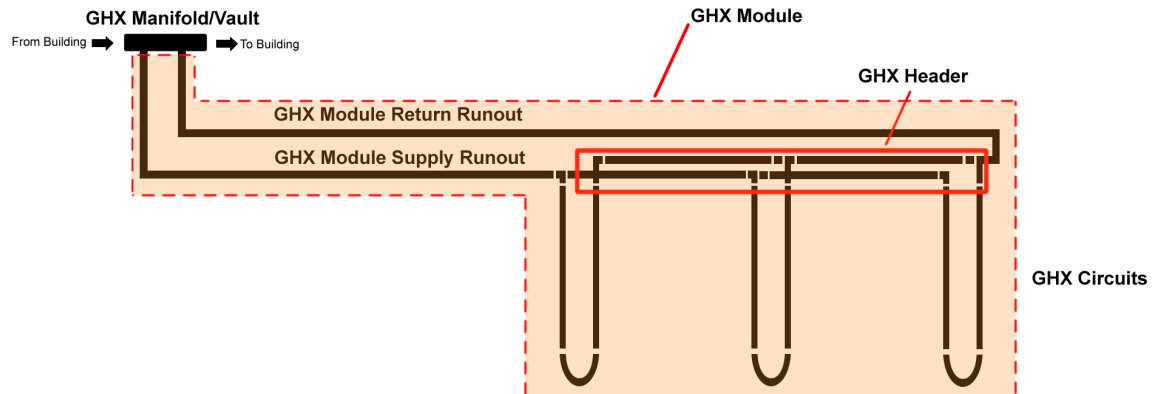 GHX Manifold/Vault
GHX Module
From Building
To Building
GHX Header
GHX Module Return Runout
GHX Module Supply Runout
GHX Circuits